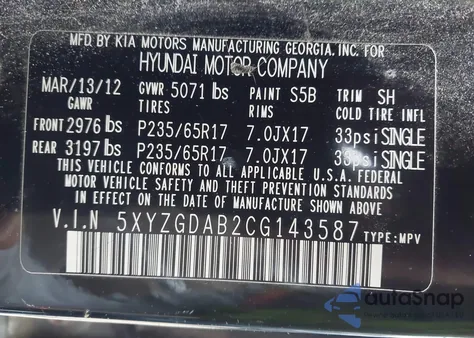 MFD. BY KIA MOTORS MANUFACTURING GEORGIA, INC. FOR
HYUNDAI MOTOR COMPANY
MAR/13/12 GVWR 5071 lbs PAINT S5B TRIM SH
GAWR TIRES RIMS COLD TIRE INFL
FRONT 2976 lbs P235/65R17 7.0JX17 33psi SINGLE
REAR 3197 lbs P235/65R17 7.0JX17 33psi SINGLE
THIS VEHICLE CONFORMS TO ALL APPLICABLE U.S.A. FEDERAL
MOTOR VEHICLE SAFETY AND THEFT PREVENTION STANDARDS IN
EFFECT ON THE DATE OF MANUFACTURE SHOWN ABOVE.
V.I.N 5XYZGDAB2CG143587 TYPE:MPV
autoSnap